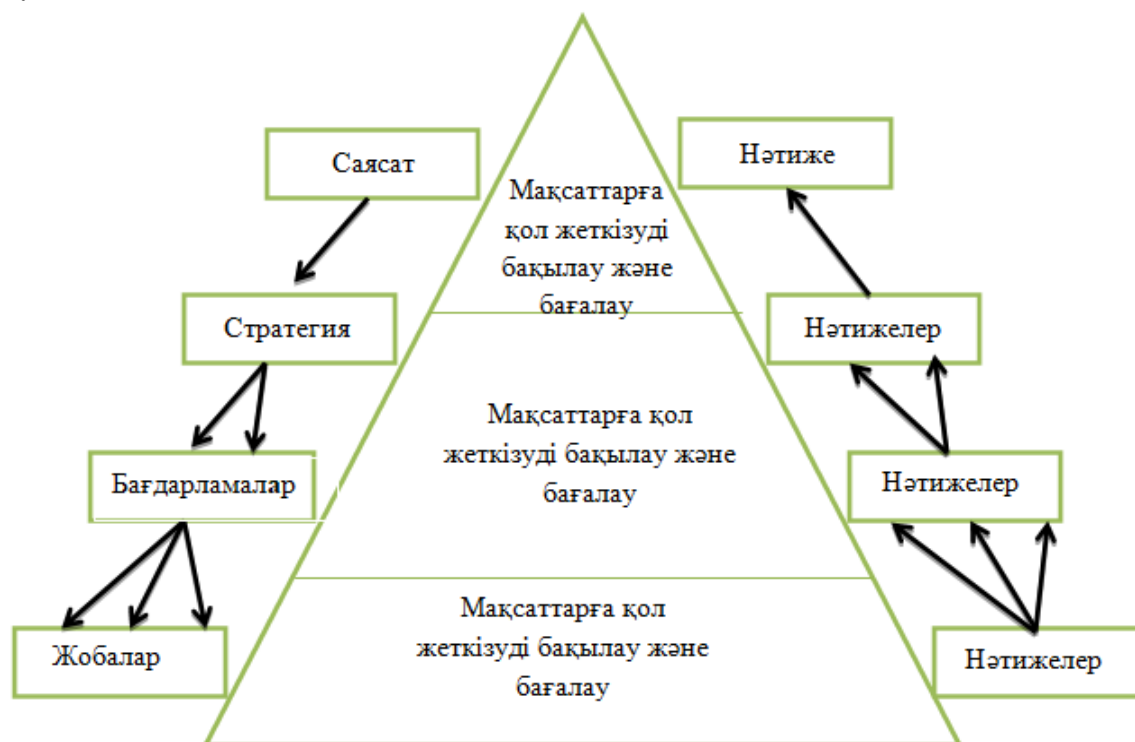 Саясат
Нәтиже
Мақсаттарға
қол жеткізуді
бақылау және
бағалау
Стратегия
Нәтижелер
Мақсаттарға қол
жеткізуді бақылау және
бағалау
Бағдарламалар
Нәтижелер
Мақсаттарға қол
жеткізуді бақылау және
бағалау
Жобалар
Нәтижелер